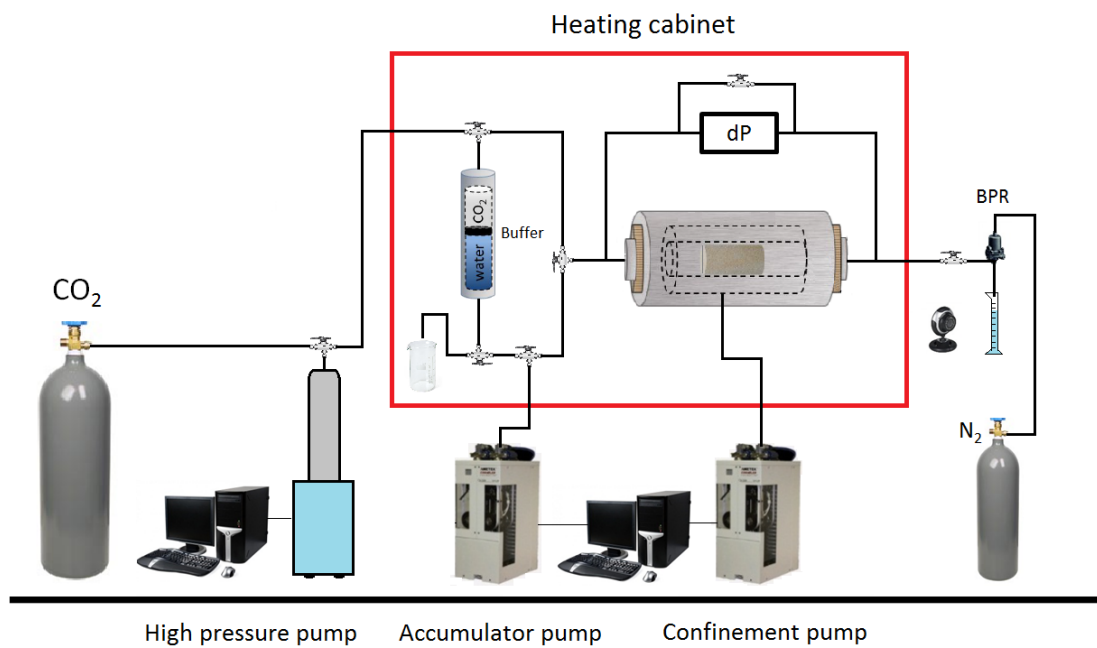 Heating cabinet
dP
BPR
CO2
Buffer
water
CO2
N2
High pressure pump
Accumulator pump
Confinement pump